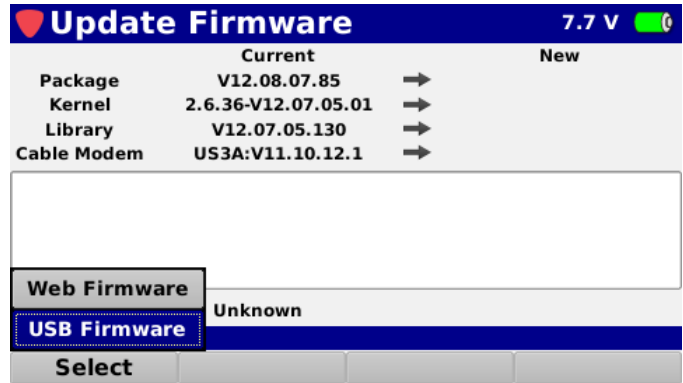 Update Firmware 7.7 V
Current New
Package V12.08.07.85
Kernel 2.6.36-V12.07.05.01
Library V12.07.05.130
Cable Modem US3A:V11.10.12.1
Web Firmware
Unknown
USB Firmware
Select